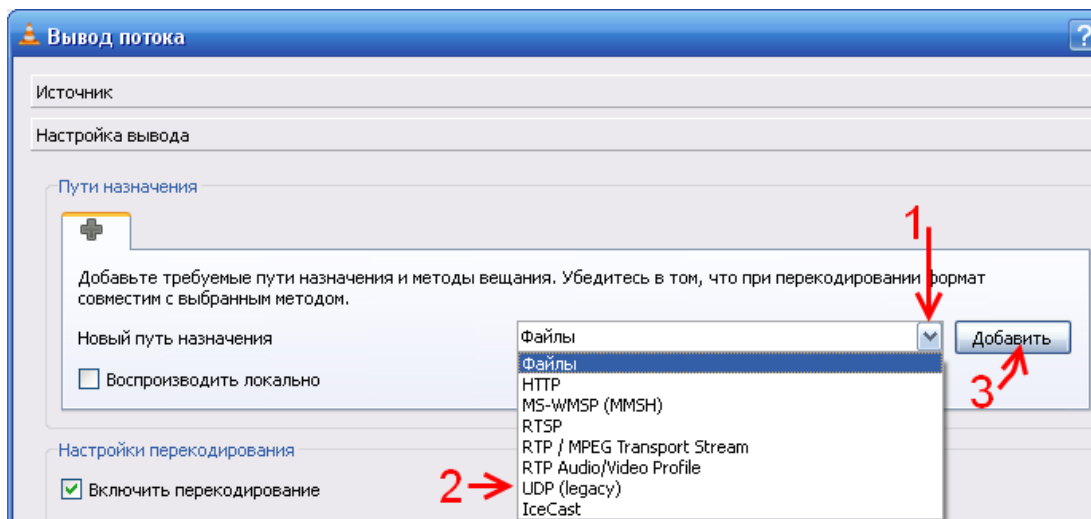 Вывод потока
?
Источник
Настройка вывода
Пути назначения
1
Добавьте требуемые пути назначения и методы вещания. Убедитесь в том, что при перекодировании формат
совместим с выбранным методом.
Новый путь назначения
Файлы
Добавить
Файлы
Воспроизводить локально
HTTP
3
MS-WMSP (MMSH)
RTSP
RTP / MPEG Transport Stream
Настройки перекодирования
RTP Audio/Video Profile
Включить перекодирование
2
UDP (legacy)
IceCast